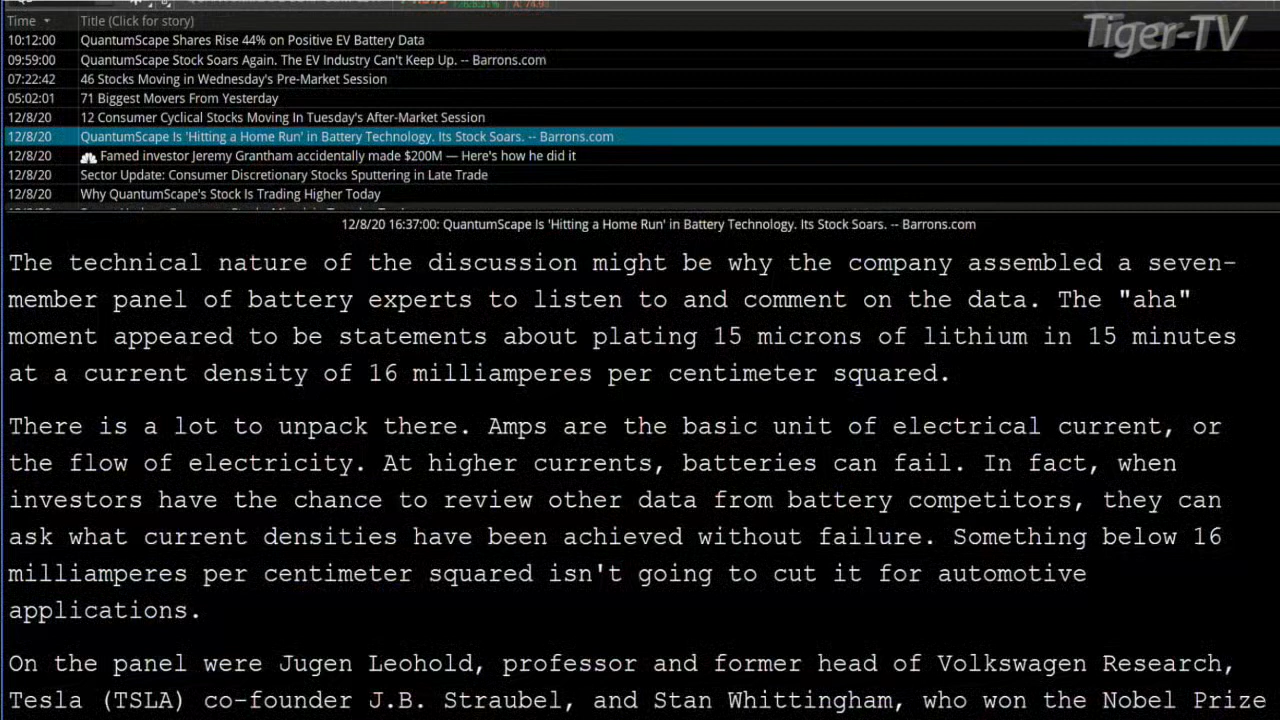 Time Title (Click for story)
Tiger-TV
10:12:00 QuantumScape Shares Rise 44% on Positive EV Battery Data
09:59:00 QuantumScape Stock Soars Again. The EV Industry Can't Keep Up. -- Barrons.com
07:22:42 46 Stocks Moving in Wednesday's Pre-Market Session
05:02:01 71 Biggest Movers From Yesterday
12/8/20 12 Consumer Cyclical Stocks Moving In Tuesday's After-Market Session
12/8/20 QuantumScape Is 'Hitting a Home Run' in Battery Technology. Its Stock Soars. -- Barrons.com
12/8/20 Famed investor Jeremy Grantham accidentally made $200M — Here's how he did it
12/8/20 Sector Update: Consumer Discretionary Stocks Sputtering in Late Trade
12/8/20 Why QuantumScape's Stock Is Trading Higher Today
12/8/20 16:37:00: QuantumScape Is 'Hitting a Home Run' in Battery Technology. Its Stock Soars. -- Barrons.com
The technical nature of the discussion might be why the company assembled a seven-
member panel of battery experts to listen to and comment on the data. The "aha"
moment appeared to be statements about plating 15 microns of lithium in 15 minutes
at a current density of 16 milliamperes per centimeter squared.
There is a lot to unpack there. Amps are the basic unit of electrical current, or
the flow of electricity. At higher currents, batteries can fail. In fact, when
investors have the chance to review other data from battery competitors, they can
ask what current densities have been achieved without failure. Something below 16
milliamperes per centimeter squared isn't going to cut it for automotive
applications.
On the panel were Jugen Leohold, professor and former head of Volkswagen Research,
Tesla (TSLA) co-founder J.B. Straubel, and Stan Whittingham, who won the Nobel Prize